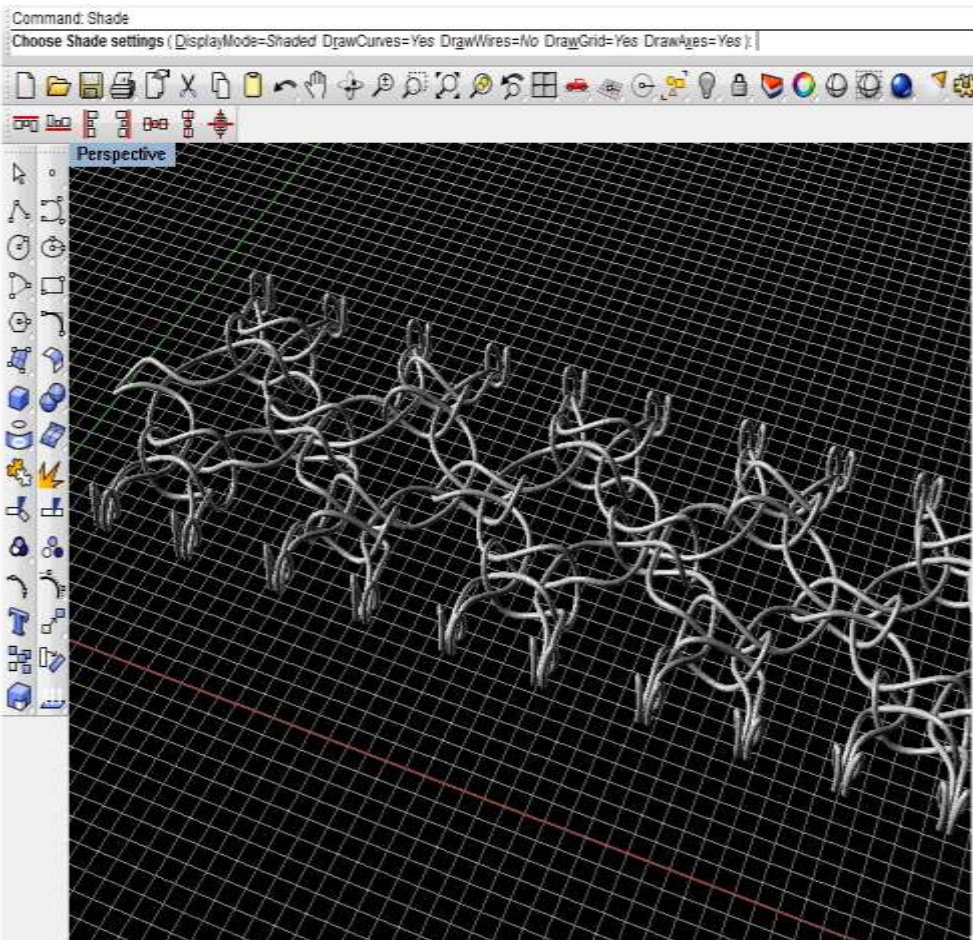 Command: Shade
Choose Shade settings ( DisplayMode=Shaded DrawCurves=Yes DrawWires=No DrawGrid=Yes DrawAxes=Yes ):
Perspective